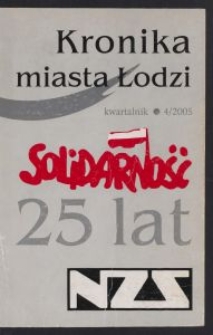 Kronika
miasta Łodzi
kwartalnik • 4/2005
SOLIDARNOŚĆ
25 lat
NZS